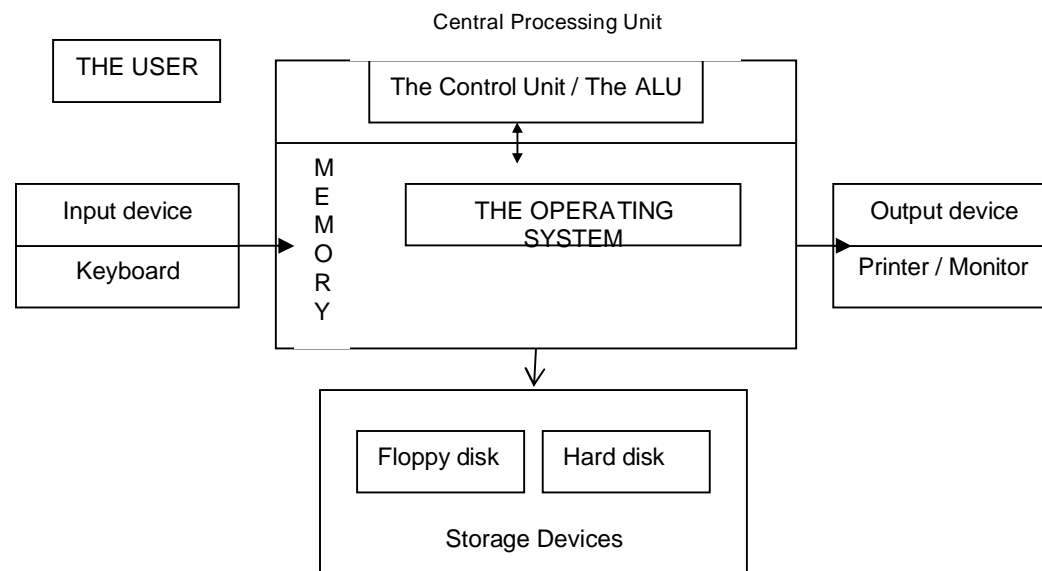 Central Processing Unit
THE USER
The Control Unit / The ALU
M
E
M
O
R
Y
THE OPERATING
SYSTEM
Input device
Keyboard
Output device
Printer / Monitor
Floppy disk
Hard disk
Storage Devices